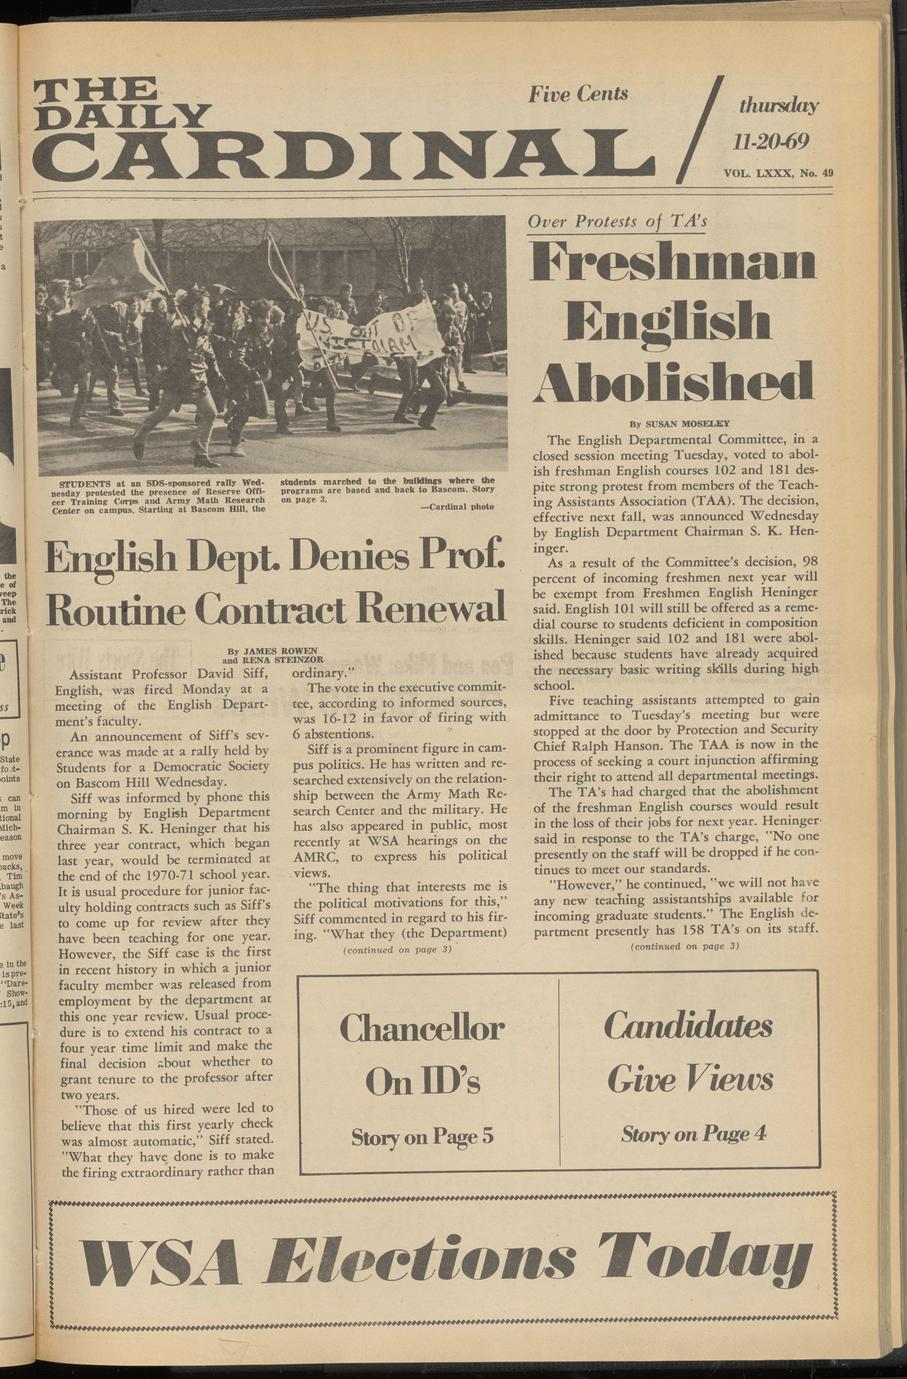 THE
DAILY
CARDINAL
Five Cents
thursday
11-20-69
VOL. LXXX, No. 49
US OUT OF
STUDENTS at an SDS-sponsored rally Wed-
nesday protested the presence of Reserve Offi-
cer Training Corps and Army Math Research
Center on campus. Starting at Bascom Hill, the
students marched to the buildings where the
programs are based and back to Bascom. Story
on page 3.
—Cardinal photo
English Dept. Denies Prof.
Routine Contract Renewal
By JAMES ROWEN
and RENA STEINZOR
Assistant Professor David Siff,
English, was fired Monday at a
meeting of the English Depart-
ment's faculty.
An announcement of Siff's sev-
erance was made at a rally held by
Students for a Democratic Society
on Bascom Hill Wednesday.
Siff was informed by phone this
morning by English Department
Chairman S. K. Heninger that his
three year contract, which began
last year, would be terminated at
the end of the 1970-71 school year.
It is usual procedure for junior fac-
ulty holding contracts such as Siff's
to come up for review after they
have been teaching for one year.
However, the Siff case is the first
in recent history in which a junior
faculty member was released from
employment by the department at
this one year review. Usual proce-
dure is to extend his contract to a
four year time limit and make the
final decision about whether to
grant tenure to the professor after
two years.
"Those of us hired were led to
believe that this first yearly check
was almost automatic," Siff stated.
"What they have done is to make
the firing extraordinary rather than
ordinary."
The vote in the executive commit-
tee, according to informed sources,
was 16-12 in favor of firing with
6 abstentions.
Siff is a prominent figure in cam-
pus politics. He has written and re-
searched extensively on the relation-
ship between the Army Math Re-
search Center and the military. He
has also appeared in public, most
recently at WSA hearings on the
AMRC, to express his political
views.
"The thing that interests me is
the political motivations for this,"
Siff commented in regard to his fir-
ing. "What they (the Department)
(continued on page 3)
Over Protests of TA's
Freshman
English
Abolished
By SUSAN MOSELEY
The English Departmental Committee, in a
closed session meeting Tuesday, voted to abol-
ish freshman English courses 102 and 181 des-
pite strong protest from members of the Teach-
ing Assistants Association (TAA). The decision,
effective next fall, was announced Wednesday
by English Department Chairman S. K. Hen-
inger.
As a result of the Committee's decision, 98
percent of incoming freshmen next year will
be exempt from Freshmen English Heninger
said. English 101 will still be offered as a reme-
dial course to students deficient in composition
skills. Heninger said 102 and 181 were abol-
ished because students have already acquired
the necessary basic writing skills during high
school.
Five teaching assistants attempted to gain
admittance to Tuesday's meeting but were
stopped at the door by Protection and Security
Chief Ralph Hanson. The TAA is now in the
process of seeking a court injunction affirming
their right to attend all departmental meetings.
The TA's had charged that the abolishment
of the freshman English courses would result
in the loss of their jobs for next year. Heninger
said in response to the TA's charge, "No one
presently on the staff will be dropped if he con-
tinues to meet our standards.
"However," he continued, "we will not have
any new teaching assistantships available for
incoming graduate students." The English de-
partment presently has 158 TA's on its staff.
(continued on page 3)
Chancellor
On ID's
Story on Page 5
Candidates
Give Views
Story on Page 4
WSA Elections Today